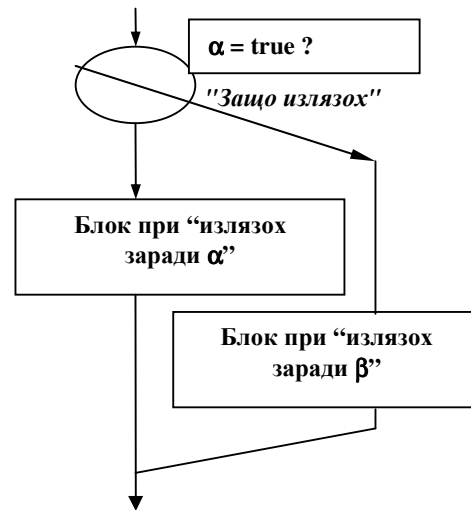 α = true ?
"Защо излязох"
Блок при “излязох
заради α”
Блок при “излязох
заради β”